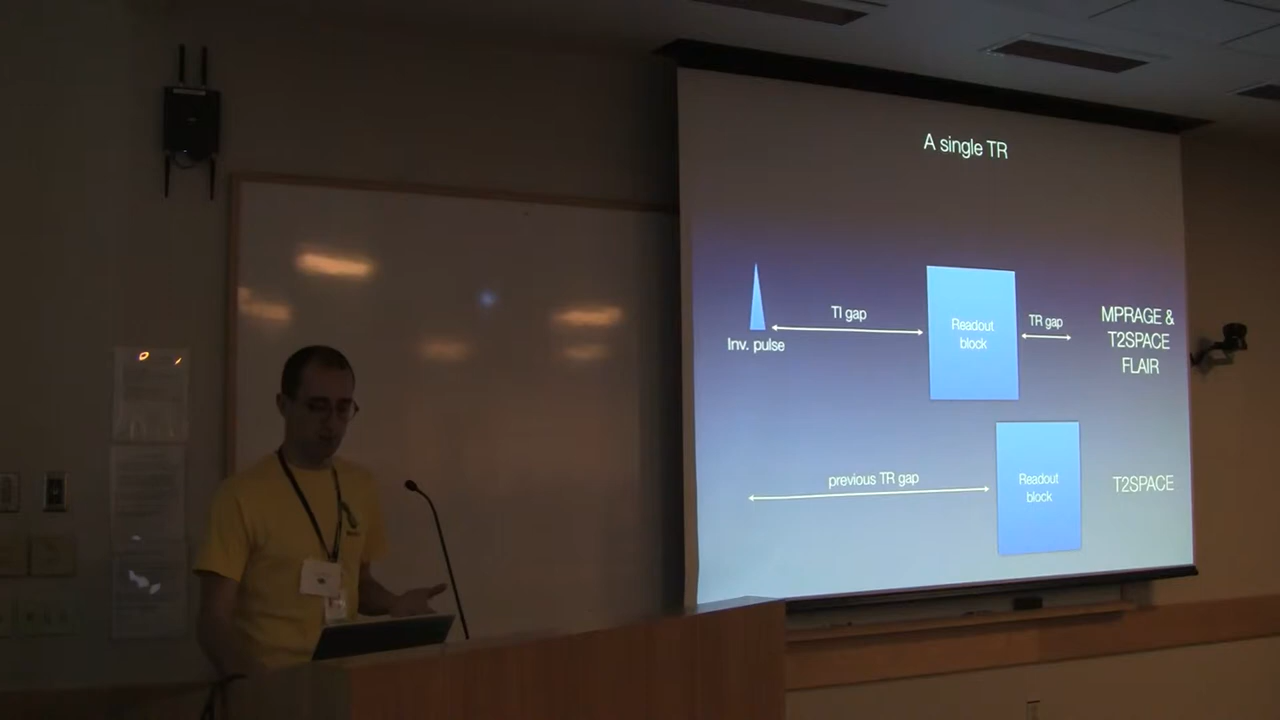 A single TR
TI gap
Inv. pulse
Readout
block
TR gap
MPRAGE &
T2SPACE
FLAIR
previous TR gap
Readout
block
T2SPACE